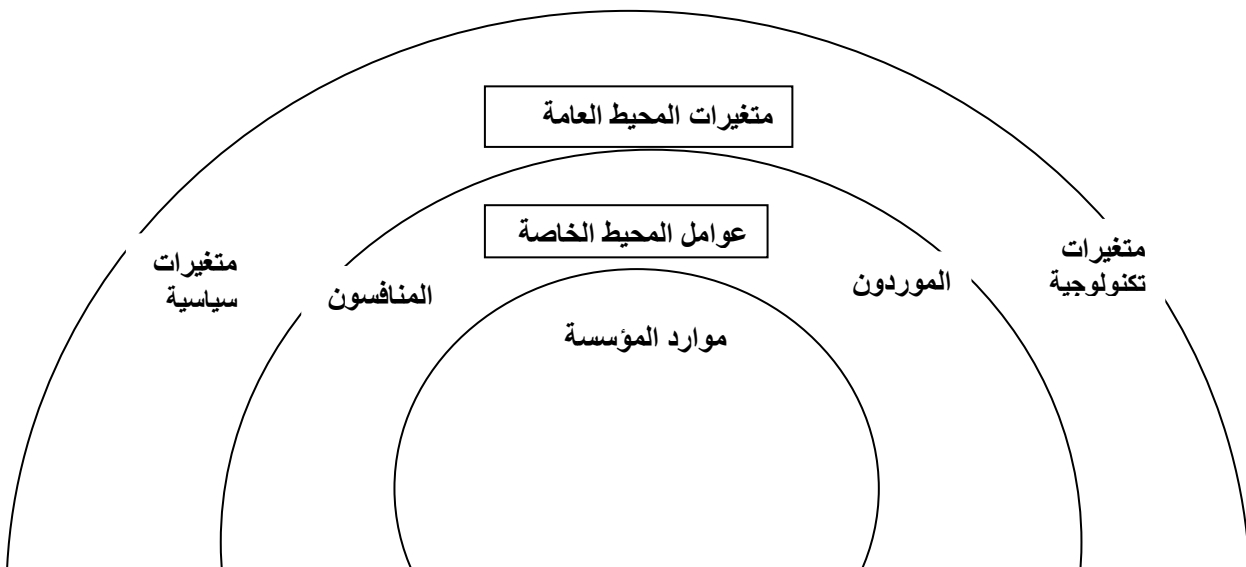 متغيرات المحيط العامة
عوامل المحيط الخاصة
متغيرات
تكنولوجية
الموردون
المنافسون
متغيرات
سياسية
موارد المؤسسة